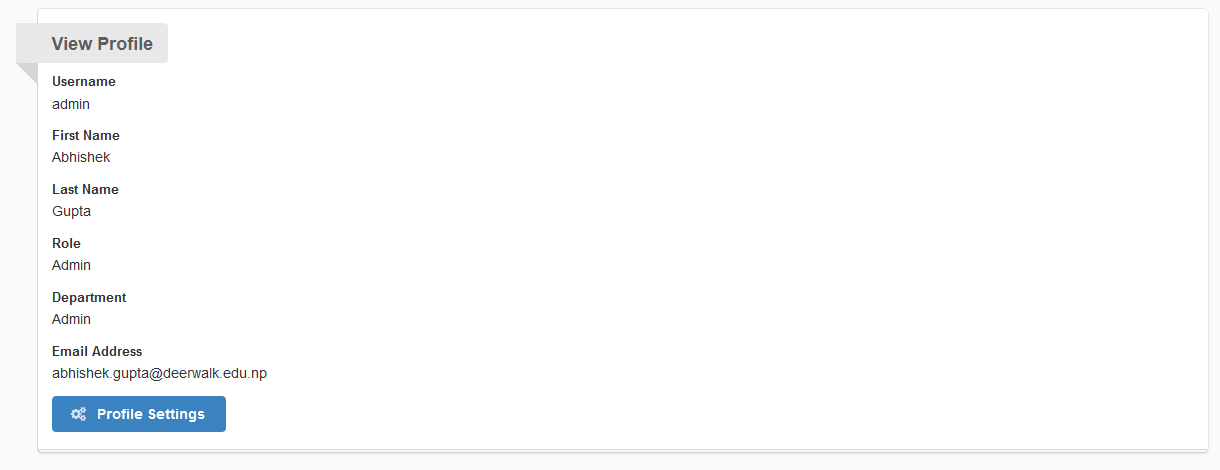 View Profile
Username
admin
First Name
Abhishek
Last Name
Gupta
Role
Admin
Department
Admin
Email Address
abhishek.gupta@deerwalk.edu.np
Profile Settings